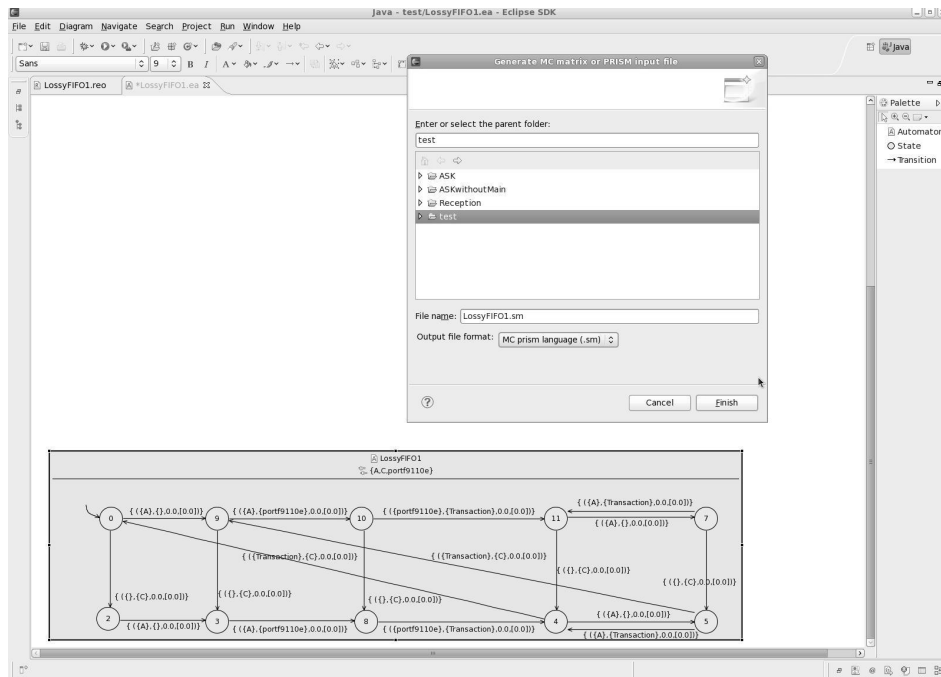 Java - test/LossyFIFO1.ea - Eclipse SDK
File Edit Diagram Navigate Search Project Run Window Help
Java
Sans 9 B I A
LossyFIFO1.reo *LossyFIFO1.ea
Generate MC matrix or PRISM input file
Enter or select the parent folder:
test
ASK
ASKwithoutMain
Reception
test
File name: LossyFIFO1.sm
Output file format: MC prism language (.sm)
Cancel Finish
Palette
Automaton
State
Transition
LossyFIFO1
{A,C,portf9110e}
{ ({A},{Transaction},0.0,[0.0])}
0 { ({A},{},0.0,[0.0])} 9 { ({A},{portf9110e},0.0,[0.0])} 10 { ({portf9110e},{Transaction},0.0,[0.0])} 11 { ({A},{},0.0,[0.0])} 7
{ ({Transaction},{C},0.0,[0.0])} { ({Transaction},{C},0.0,[0.0])}
{ ({},{C},0.0,[0.0])} { ({},{C},0.0,[0.0])}
{ ({},{C},0.0,[0.0])} { ({},{C},0.0,[0.0])} { ({},{C},0.0,[0.0])}
2 { ({A},{},0.0,[0.0])} 3 { ({A},{portf9110e},0.0,[0.0])} 8 { ({portf9110e},{Transaction},0.0,[0.0])} 4 { ({A},{},0.0,[0.0])} 5
{ ({A},{Transaction},0.0,[0.0])}